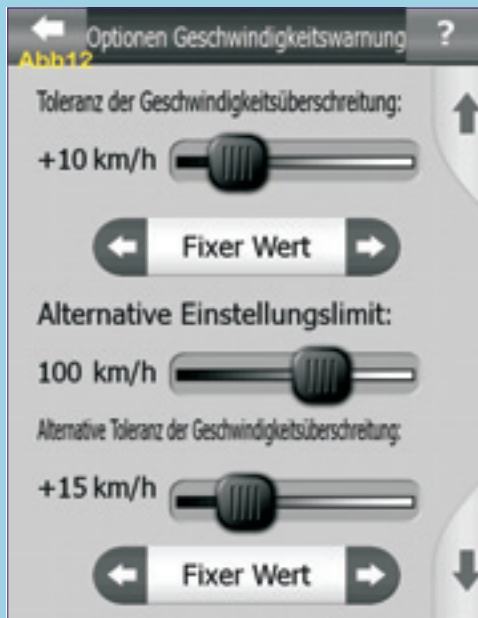 Optionen Geschwindigkeitswarnung ?
Abb12
Toleranz der Geschwindigkeitsüberschreitung:
+10 km/h
Fixer Wert
Alternative Einstellungslimit:
100 km/h
Alternative Toleranz der Geschwindigkeitsüberschreitung:
+15 km/h
Fixer Wert